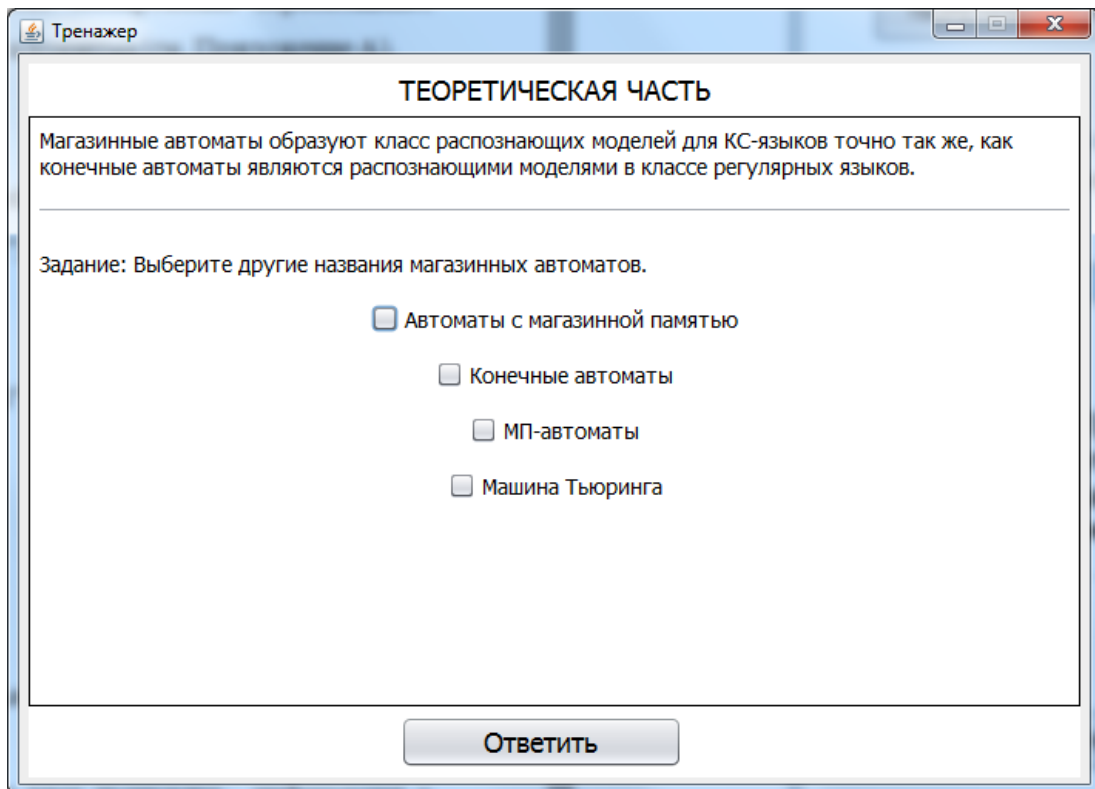 Тренажер
ТЕОРЕТИЧЕСКАЯ ЧАСТЬ
Магазинные автоматы образуют класс распознающих моделей для КС-языков точно так же, как
конечные автоматы являются распознающими моделями в классе регулярных языков.
Задание: Выберите другие названия магазинных автоматов.
Автоматы с магазинной памятью
Конечные автоматы
МП-автоматы
Машина Тьюринга
Ответить